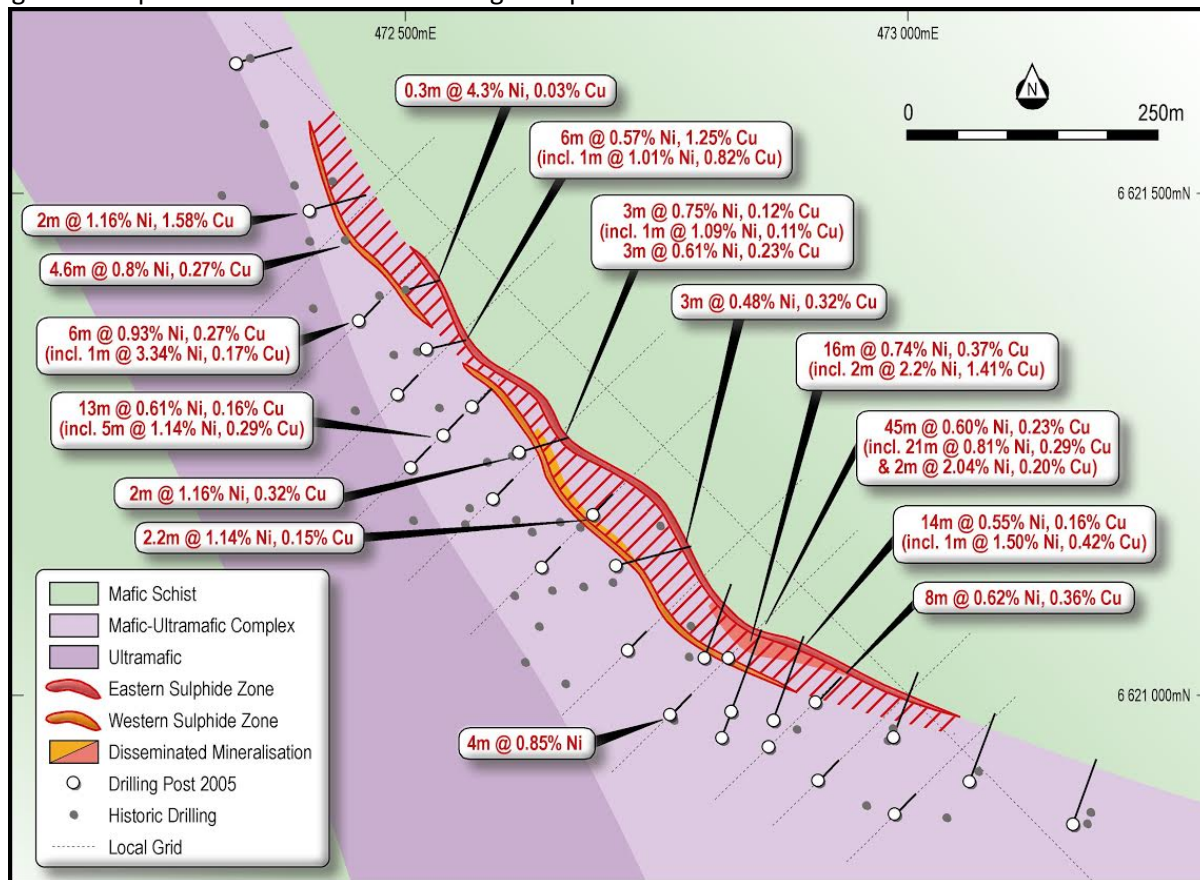 472 500mE
473 000mE
N
0
250m
6 621 500mN
6 621 000mN
0.3m @ 4.3% Ni, 0.03% Cu
6m @ 0.57% Ni, 1.25% Cu
(incl. 1m @ 1.01% Ni, 0.82% Cu)
3m @ 0.75% Ni, 0.12% Cu
(incl. 1m @ 1.09% Ni, 0.11% Cu)
3m @ 0.61% Ni, 0.23% Cu
2m @ 1.16% Ni, 1.58% Cu
4.6m @ 0.8% Ni, 0.27% Cu
3m @ 0.48% Ni, 0.32% Cu
6m @ 0.93% Ni, 0.27% Cu
(incl. 1m @ 3.34% Ni, 0.17% Cu)
16m @ 0.74% Ni, 0.37% Cu
(incl. 2m @ 2.2% Ni, 1.41% Cu)
13m @ 0.61% Ni, 0.16% Cu
(incl. 5m @ 1.14% Ni, 0.29% Cu)
45m @ 0.60% Ni, 0.23% Cu
(incl. 21m @ 0.81% Ni, 0.29% Cu
& 2m @ 2.04% Ni, 0.20% Cu)
2m @ 1.16% Ni, 0.32% Cu
2.2m @ 1.14% Ni, 0.15% Cu
14m @ 0.55% Ni, 0.16% Cu
(incl. 1m @ 1.50% Ni, 0.42% Cu)
8m @ 0.62% Ni, 0.36% Cu
4m @ 0.85% Ni
Mafic Schist
Mafic-Ultramafic Complex
Ultramafic
Eastern Sulphide Zone
Western Sulphide Zone
Disseminated Mineralisation
Drilling Post 2005
Historic Drilling
Local Grid